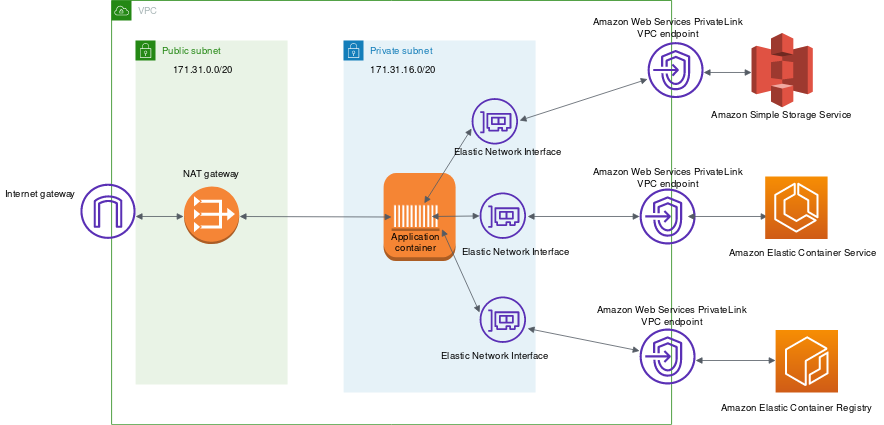 VPC
Public subnet
171.31.0.0/20
Private subnet
171.31.16.0/20
Amazon Web Services PrivateLink
VPC endpoint
Amazon Simple Storage Service
Elastic Network Interface
Internet gateway
NAT gateway
Application
container
Elastic Network Interface
Amazon Web Services PrivateLink
VPC endpoint
Amazon Elastic Container Service
Elastic Network Interface
Amazon Web Services PrivateLink
VPC endpoint
Amazon Elastic Container Registry